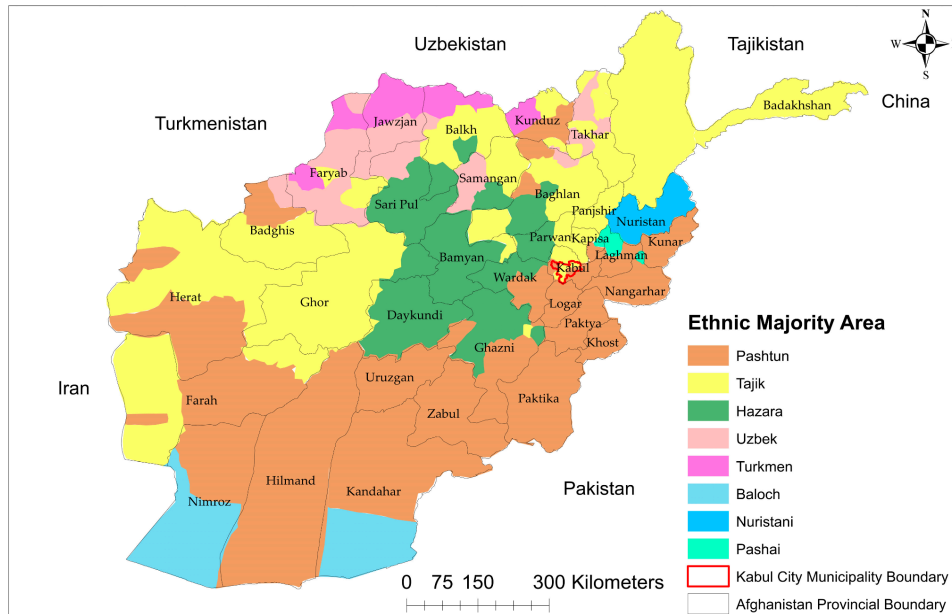 Uzbekistan
Tajikistan
N
W E
S
China
Turkmenistan
Badakhshan
Jawzjan
Balkh
Kunduz
Takhar
Faryab
Samangan
Sari Pul
Baghlan
Panjshir
Nuristan
Badghis
Parwan
Kapisa
Kunar
Laghman
Bamyan
Kabul
Wardak
Nangarhar
Herat
Ghor
Logar
Daykundi
Paktya
Khost
Ghazni
Iran
Uruzgan
Farah
Zabul
Paktika
Hilmand
Kandahar
Nimroz
Pakistan
0 75 150 300 Kilometers
Ethnic Majority Area
Pashtun
Tajik
Hazara
Uzbek
Turkmen
Baloch
Nuristani
Pashai
Kabul City Municipality Boundary
Afghanistan Provincial Boundary